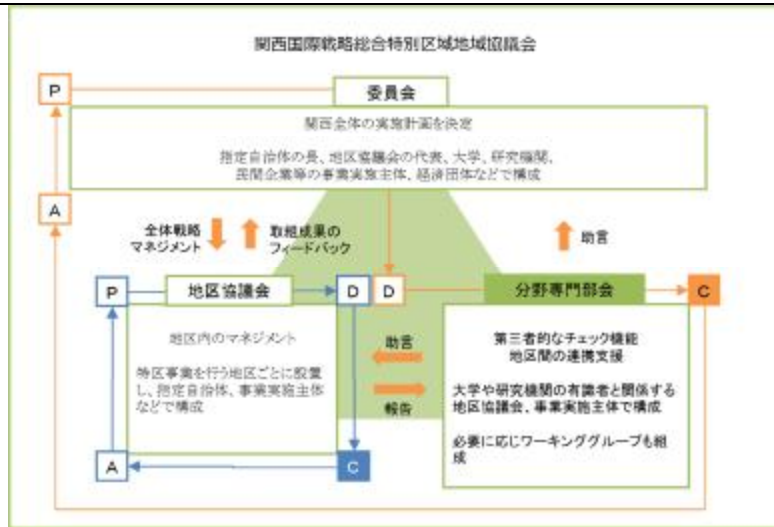 関西国際戦略総合特別区域地域協議会
P
委員会
関西全体の実施計画を決定
指定自治体の長、地区協議会の代表、大学、研究機関、
民間企業等の事業実施主体、経済団体などで構成
A
全体戦略
マネジメント
取組成果の
フィードバック
助言
P
地区協議会
D
D
分野専門部会
C
地区内のマネジメント
特区事業を行う地区ごとに設置
し、指定自治体、事業実施主体
などで構成
助言
報告
第三者的なチェック機能
地区間の連携支援
大学や研究機関の有識者と関係する
地区協議会、事業実施主体で構成
必要に応じワーキンググループも組
成
A
C